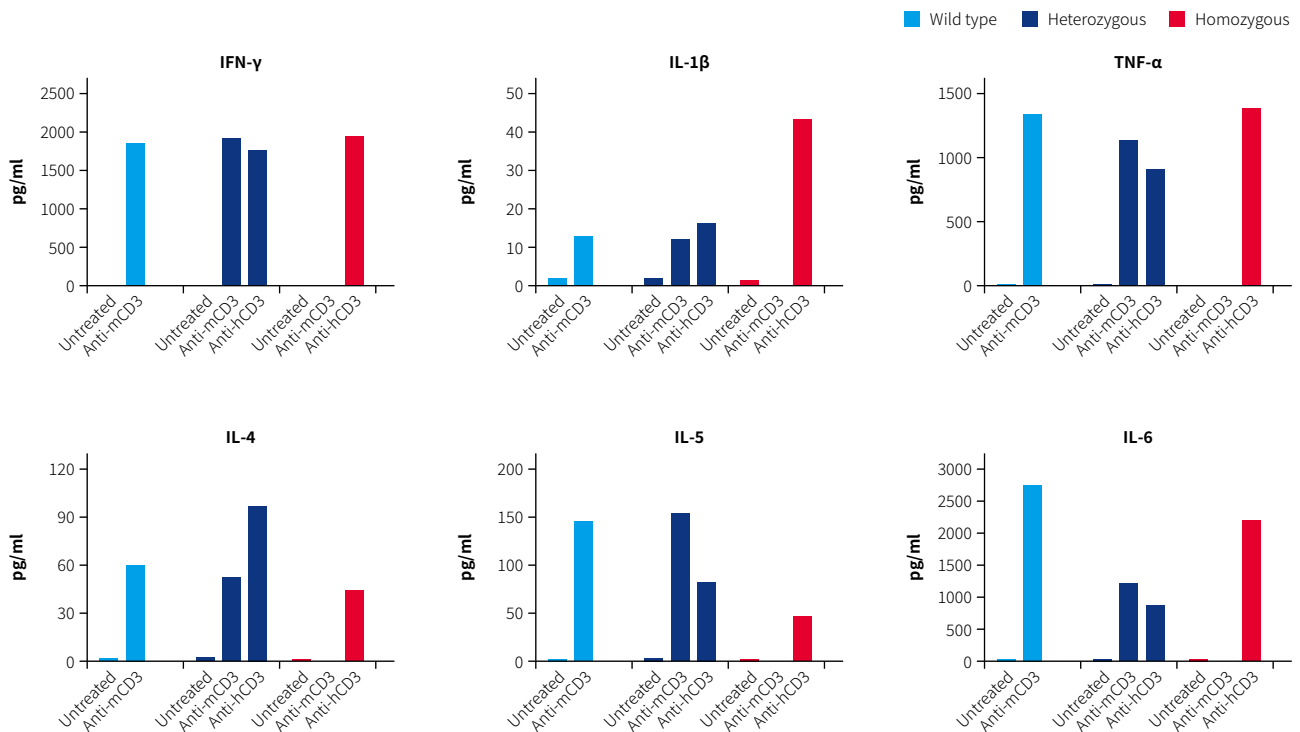 Wild type Heterozygous Homozygous
IFN-γ
pg/ml
2500
2000
1500
1000
500
0
Untreated
Anti-mCD3
Untreated
Anti-mCD3
Anti-hCD3
Untreated
Anti-mCD3
Anti-hCD3
IL-1β
pg/ml
50
40
30
20
10
0
Untreated
Anti-mCD3
Untreated
Anti-mCD3
Anti-hCD3
Untreated
Anti-mCD3
Anti-hCD3
TNF-α
pg/ml
1500
1000
500
0
Untreated
Anti-mCD3
Untreated
Anti-mCD3
Anti-hCD3
Untreated
Anti-mCD3
Anti-hCD3
IL-4
pg/ml
120
90
60
30
0
Untreated
Anti-mCD3
Untreated
Anti-mCD3
Anti-hCD3
Untreated
Anti-mCD3
Anti-hCD3
IL-5
pg/ml
200
150
100
50
0
Untreated
Anti-mCD3
Untreated
Anti-mCD3
Anti-hCD3
Untreated
Anti-mCD3
Anti-hCD3
IL-6
pg/ml
3000
2500
2000
1500
1000
500
0
Untreated
Anti-mCD3
Untreated
Anti-mCD3
Anti-hCD3
Untreated
Anti-mCD3
Anti-hCD3